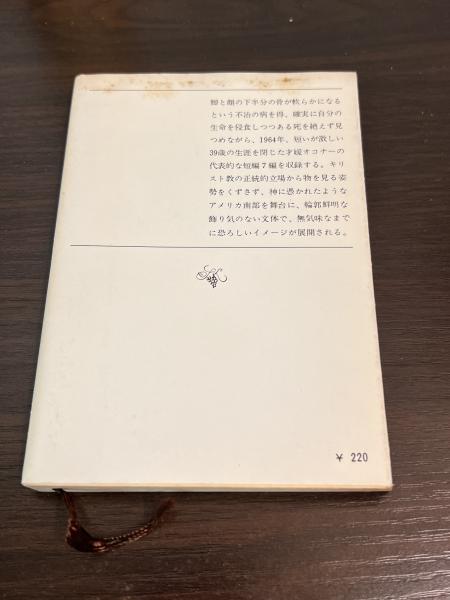 脚と顔の下半分の骨が軟らかになる
という不治の病を得、確実に自分の
生命を侵食しつつある死を絶えず見
つめながら、1964年、短いが激しい
39歳の生涯を閉じた才媛オコナーの
代表的な短編7編を収録する。キリ
スト教の正統的立場から物を見る姿
勢をくずさず、神に憑かれたような
アメリカ南部を舞台に、輪郭鮮明な
飾り気のない文体で、無気味なまで
に恐ろしいイメージが展開される。
¥ 220